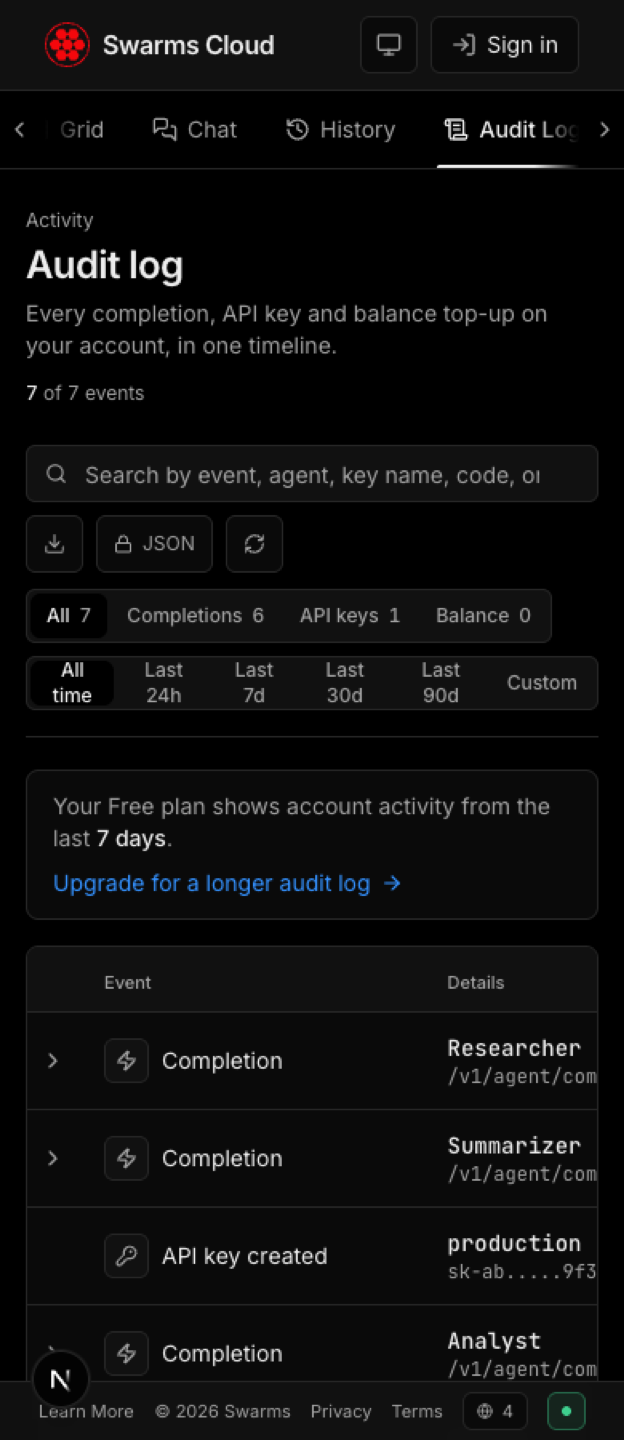 Swarms Cloud
Sign in
Grid
Chat
History
Audit Log
Activity
Audit log
Every completion, API key and balance top-up on
your account, in one timeline.
7 of 7 events
Search by event, agent, key name, code, or
JSON
All 7
Completions 6
API keys 1
Balance 0
All
time
Last
24h
Last
7d
Last
30d
Last
90d
Custom
Your Free plan shows account activity from the
last 7 days.
Upgrade for a longer audit log →
Event
Details
Completion
Researcher
/v1/agent/com
Completion
Summarizer
/v1/agent/com
API key created
production
sk-ab.....9f3
Completion
Analyst
/v1/agent/com
N
Learn More
© 2026 Swarms
Privacy
Terms
4